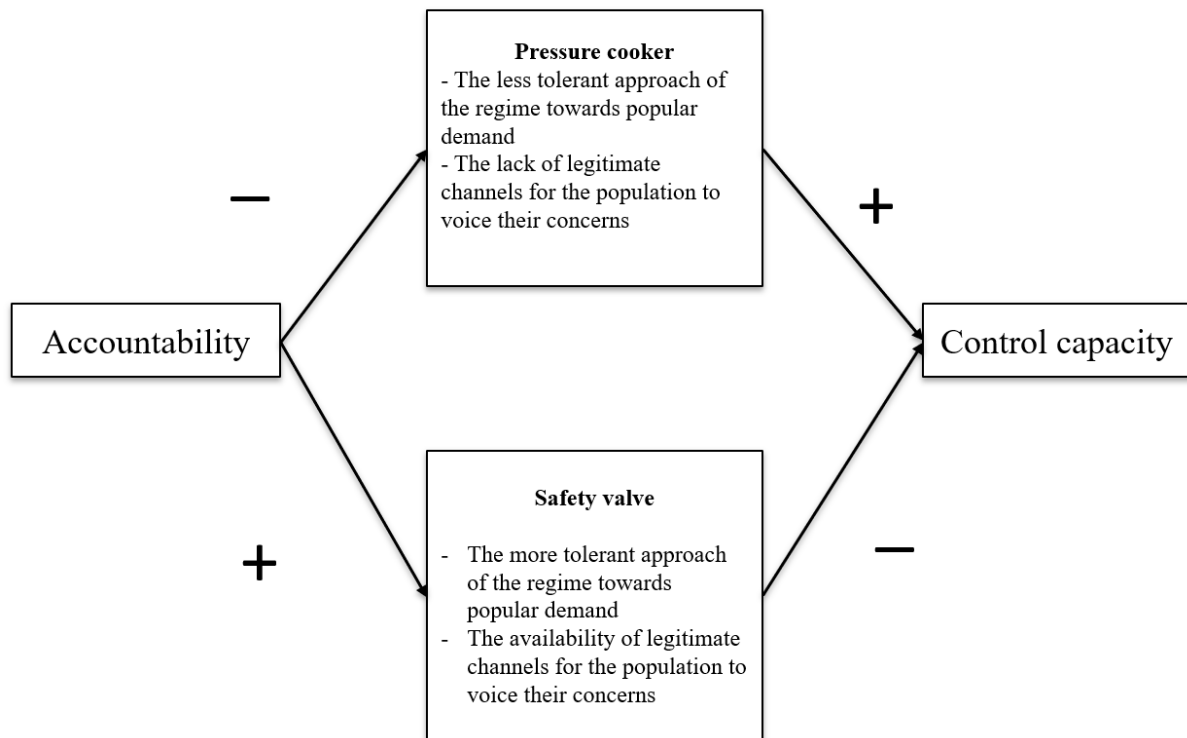 Pressure cooker
- The less tolerant approach of
the regime towards popular
demand
- The lack of legitimate
channels for the population to
voice their concerns
−
+
Accountability
Control capacity
Safety valve
- The more tolerant approach
of the regime towards
popular demand
- The availability of legitimate
channels for the population to
voice their concerns
+
−